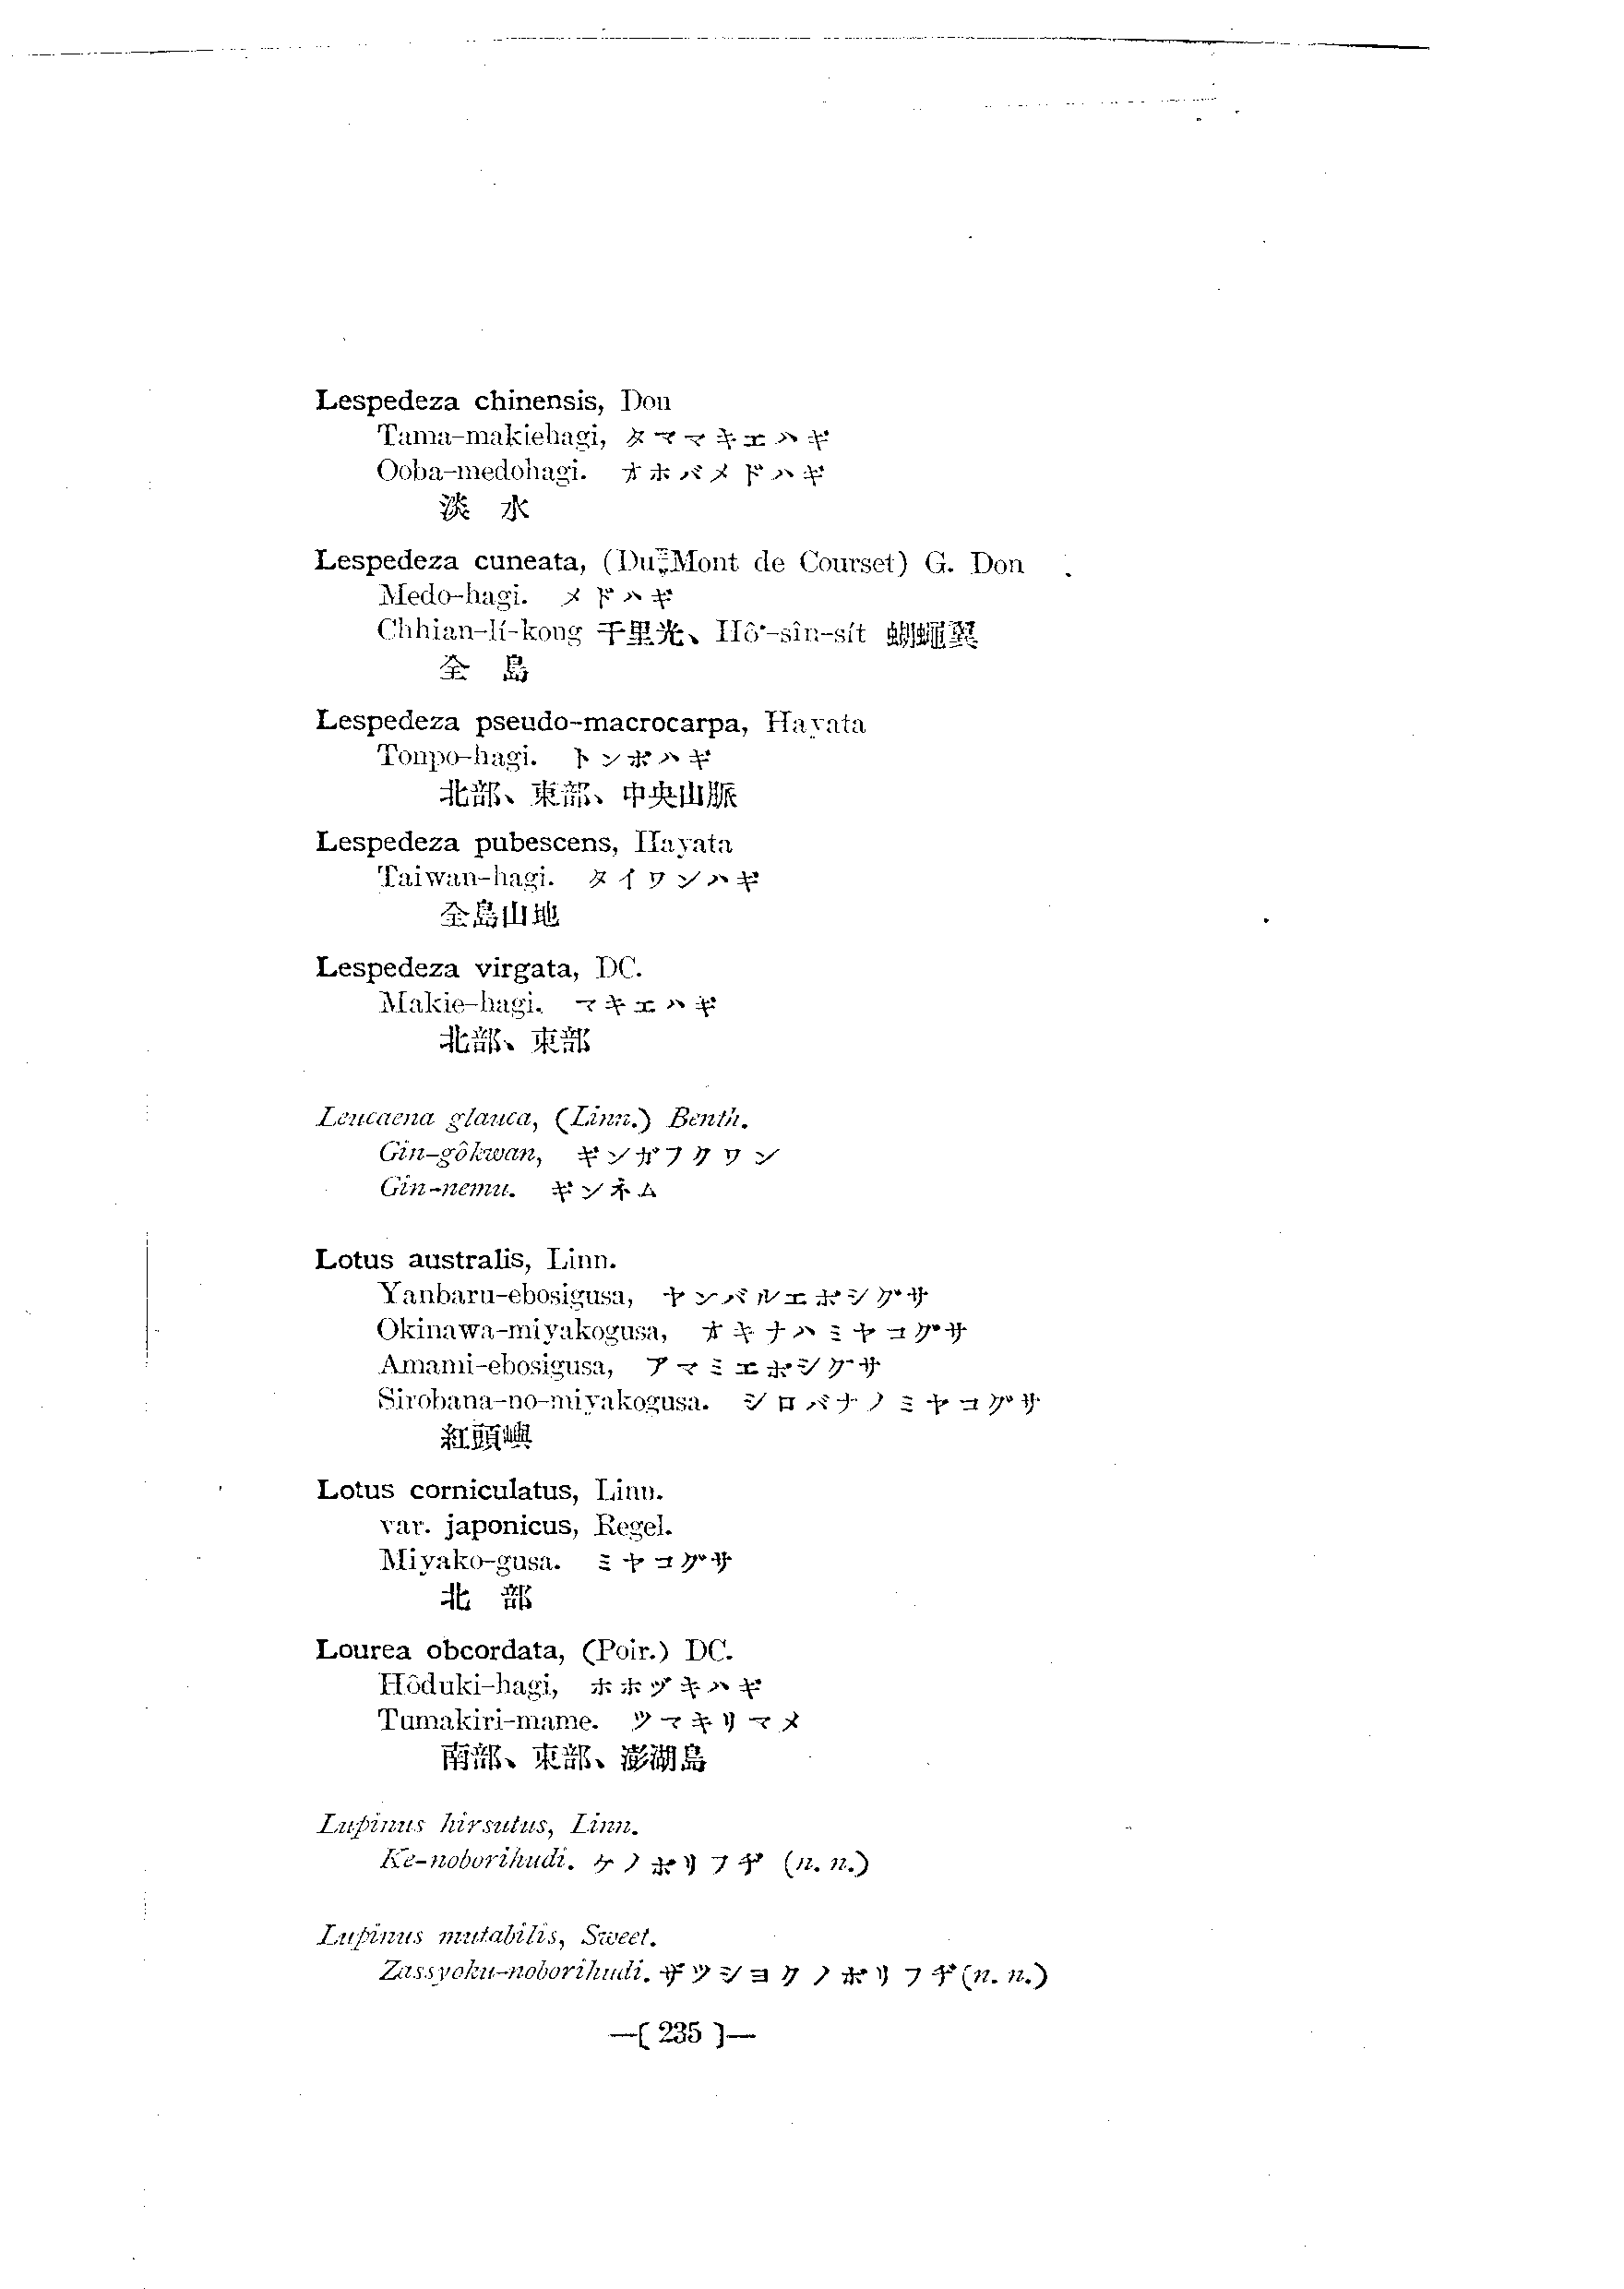 Lespedeza chinensis, Don
Tama-makiehagi, タママキエハギ
Ooba-medohagi. オホバメドハギ
淡 水
Lespedeza cuneata, (Du Mont de Courset) G. Don
Medo-hagi. メドハギ
Chhian-lí-kong 千里光、Hô͘-sîn-sít 蝴蠅翼
全 島
Lespedeza pseudo-macrocarpa, Hayata
Tonpo-hagi. トンボハギ
北部、東部、中央山脈
Lespedeza pubescens, Hayata
Taiwan-hagi. タイワンハギ
全島山地
Lespedeza virgata, DC.
Makie-hagi. マキエハギ
北部、東部
Leucaena glauca, (Linn.) Benth.
Gin-gôkwan, ギンガフクワン
Gin-nemu. ギンネム
Lotus australis, Linn.
Yanbaru-ebosigusa, ヤンバルエボシグサ
Okinawa-miyakogusa, オキナハミヤコグサ
Amami-ebosigusa, アマミエボシグサ
Sirobana-no-miyakogusa. シロバナノミヤコグサ
紅頭嶼
Lotus corniculatus, Linn.
var. japonicus, Regel.
Miyako-gusa. ミヤコグサ
北 部
Lourea obcordata, (Poir.) DC.
Hôduki-hagi, ホホヅキハギ
Tumakiri-mame. ツマキリマメ
南部、東部、澎湖島
Lupinus hirsutus, Linn.
Ke-noborihudi. ケノボリフヂ (n. n.)
Lupinus mutabilis, Sweet.
Zassyoku-noborihudi. ザツシヨクノボリフヂ (n. n.)
—( 235 )—